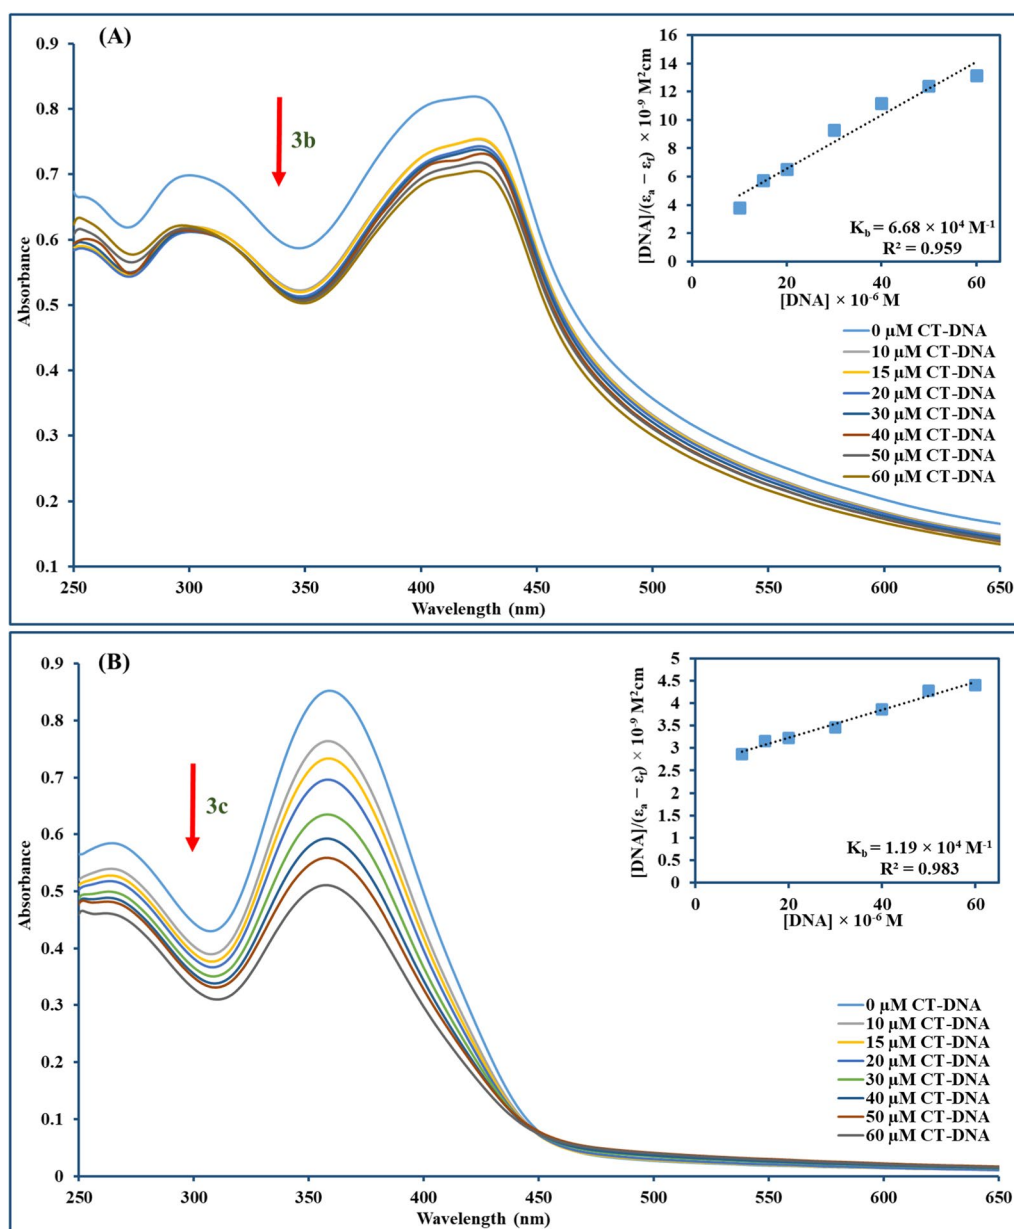 (A)
0.9
0.8
0.7
0.6
0.5
0.4
0.3
0.2
0.1
Absorbance
3b
250 300 350 400 450 500 550 600 650
Wavelength (nm)
[DNA]/(εa − εf) × 10⁻⁹ M²cm
16
14
12
10
8
6
4
2
0
K_b = 6.68 × 10⁴ M⁻¹
R² = 0.959
0 20 40 60
[DNA] × 10⁻⁶ M
0 µM CT-DNA
10 µM CT-DNA
15 µM CT-DNA
20 µM CT-DNA
30 µM CT-DNA
40 µM CT-DNA
50 µM CT-DNA
60 µM CT-DNA
(B)
0.9
0.8
0.7
0.6
0.5
0.4
0.3
0.2
0.1
0
Absorbance
3c
250 300 350 400 450 500 550 600 650
Wavelength (nm)
[DNA]/(εa − εf) × 10⁻⁹ M²cm
5
4.5
4
3.5
3
2.5
2
1.5
1
0.5
0
K_b = 1.19 × 10⁴ M⁻¹
R² = 0.983
0 20 40 60
[DNA] × 10⁻⁶ M
0 µM CT-DNA
10 µM CT-DNA
15 µM CT-DNA
20 µM CT-DNA
30 µM CT-DNA
40 µM CT-DNA
50 µM CT-DNA
60 µM CT-DNA